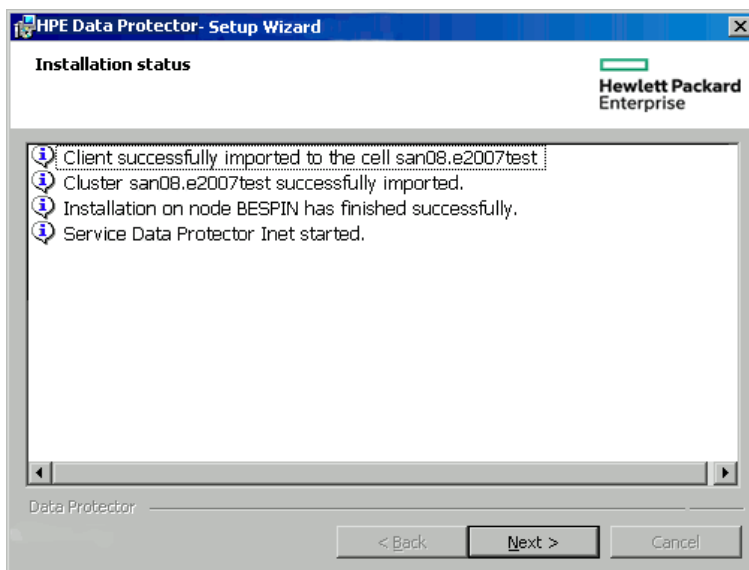 HPE Data Protector- Setup Wizard
Installation status
Hewlett Packard
Enterprise
Client successfully imported to the cell san08.e2007test
Cluster san08.e2007test successfully imported.
Installation on node BESPIN has finished successfully.
Service Data Protector Inet started.
Data Protector
< Back
Next >
Cancel